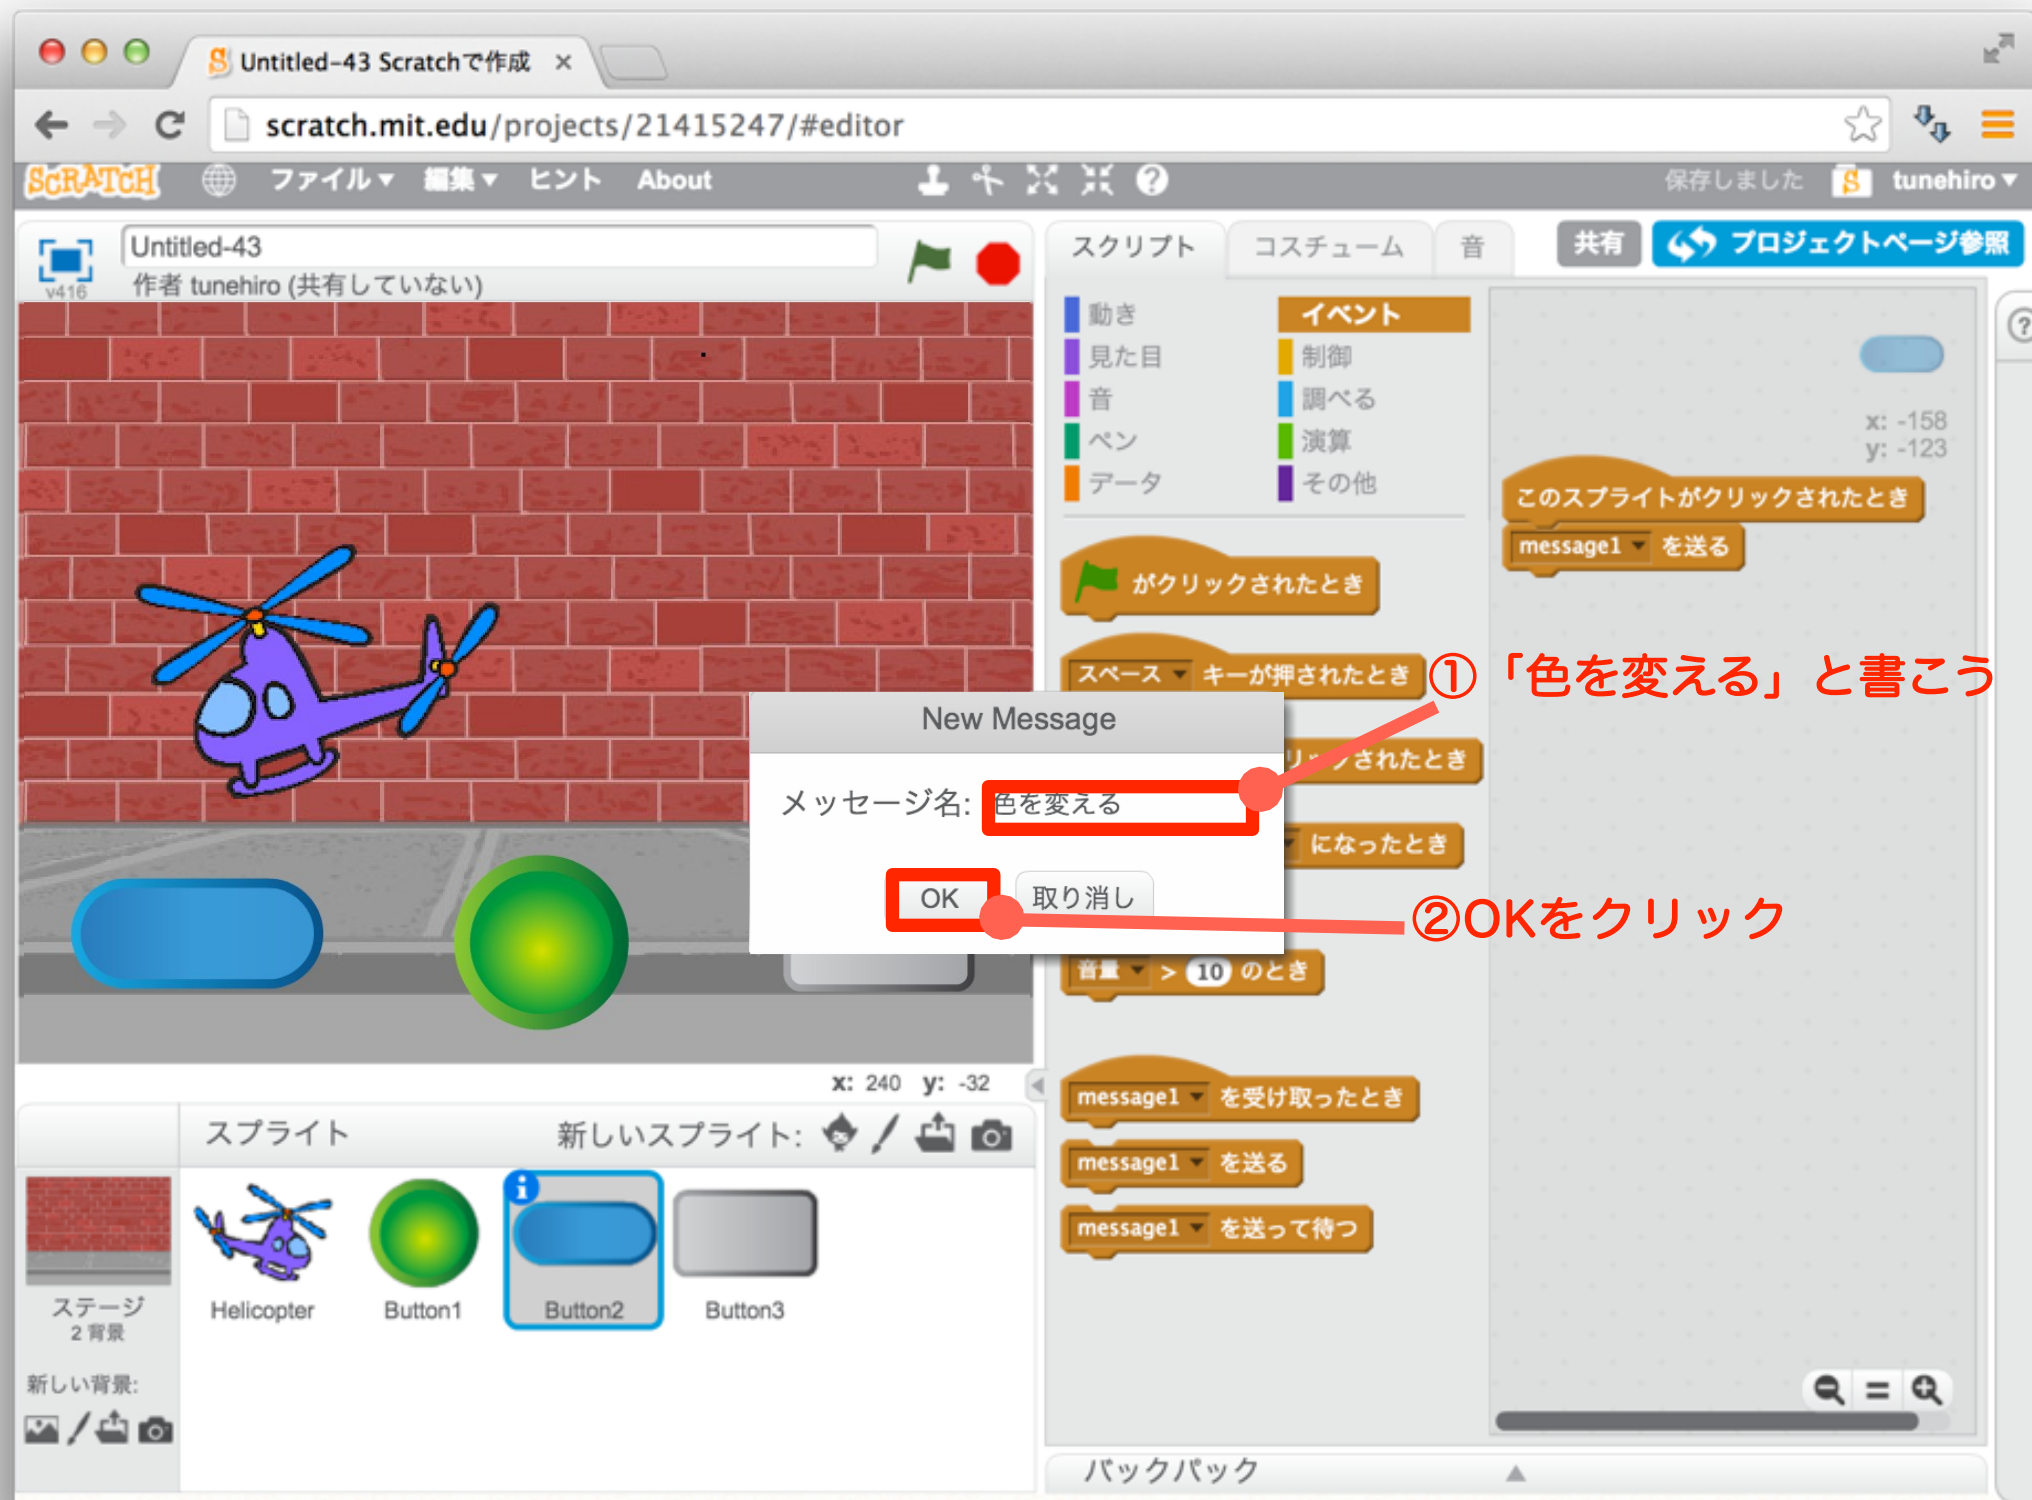 Untitled-43 Scratchで作成
scratch.mit.edu/projects/21415247/#editor
SCRATCH
ファイル
編集
ヒント
About
保存しました
tunehiro
v416
Untitled-43
作者 tunehiro (共有していない)
スクリプト
コスチューム
音
共有
プロジェクトページ参照
動き
イベント
見た目
制御
音
調べる
ペン
演算
データ
その他
x: -158
y: -123
このスプライトがクリックされたとき
message1 を送る
がクリックされたとき
スペース キーが押されたとき
①「色を変える」と書こう
New Message
メッセージ名: 色を変える
OK
取り消し
されたとき
になったとき
②OKをクリック
音量 > 10 のとき
x: 240 y: -32
message1 を受け取ったとき
message1 を送る
message1 を送って待つ
スプライト
新しいスプライト:
Helicopter
Button1
Button2
Button3
ステージ
2 背景
新しい背景:
バックパック